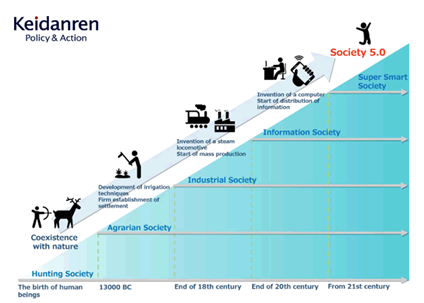 Keidanren
Policy & Action
Society 5.0
Super Smart
Society
Invention of a computer
Start of distribution of
information
Information Society
Invention of a steam
locomotive
Start of mass production
Industrial Society
Development of irrigation
techniques
Firm establishment of
settlement
Agrarian Society
Coexistence
with nature
Hunting Society
The birth of human
beings
13000 BC
End of 18th century
End of 20th century
From 21st century